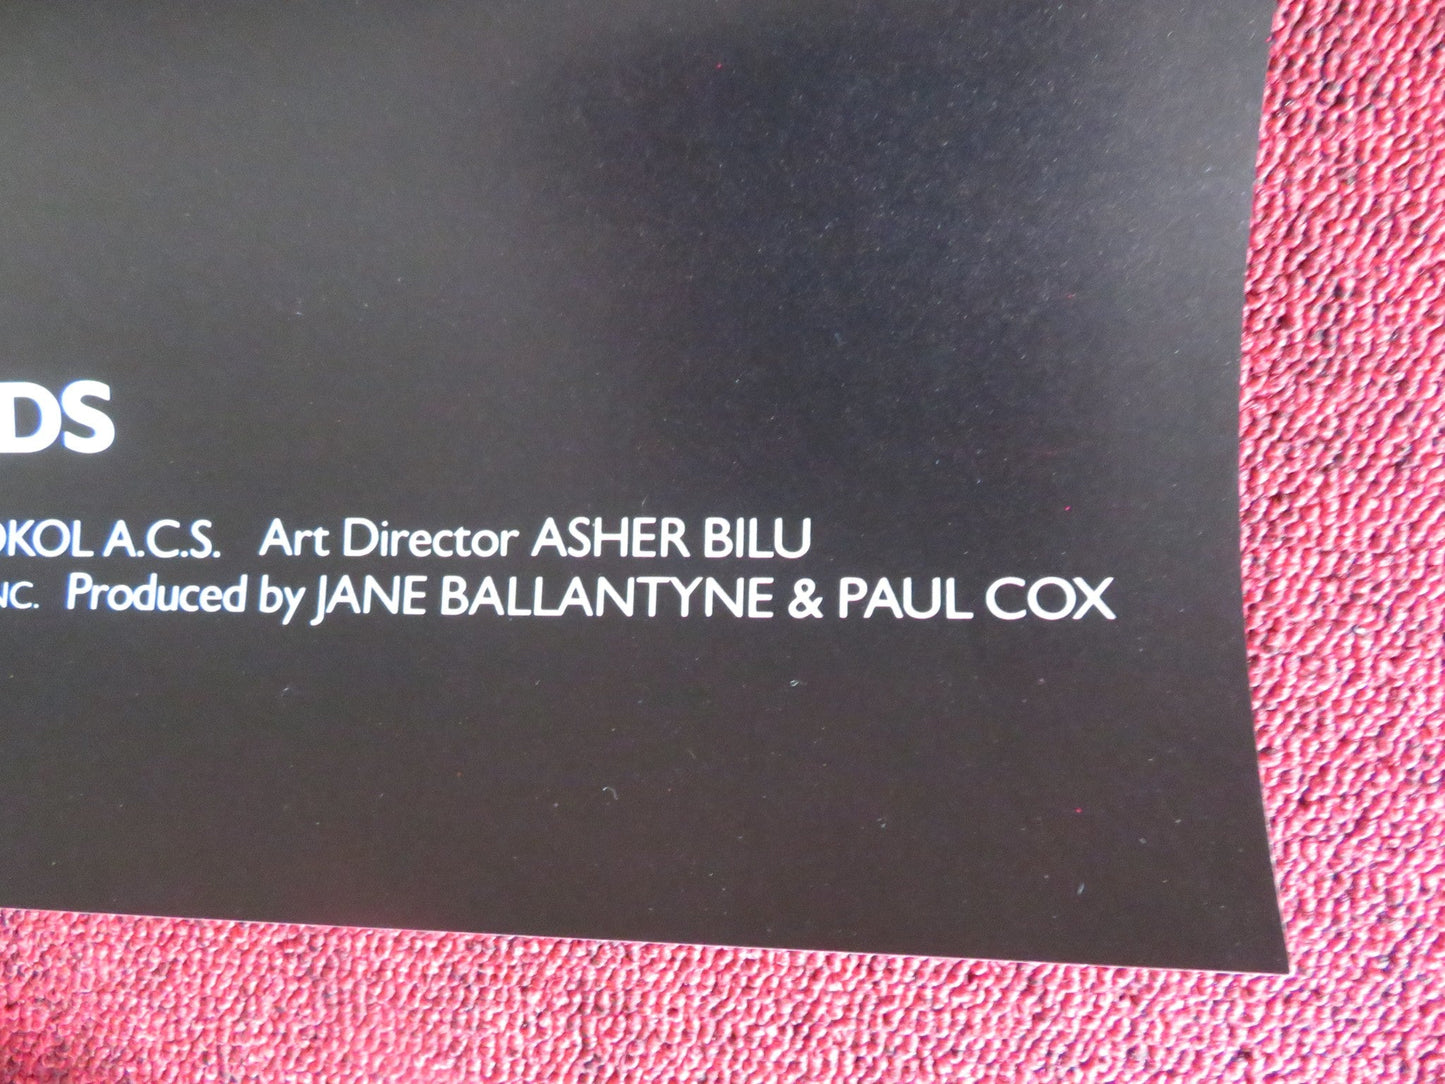 DS
OKOL A.C.S. Art Director ASHER BILU
NC. Produced by JANE BALLANTYNE & PAUL COX